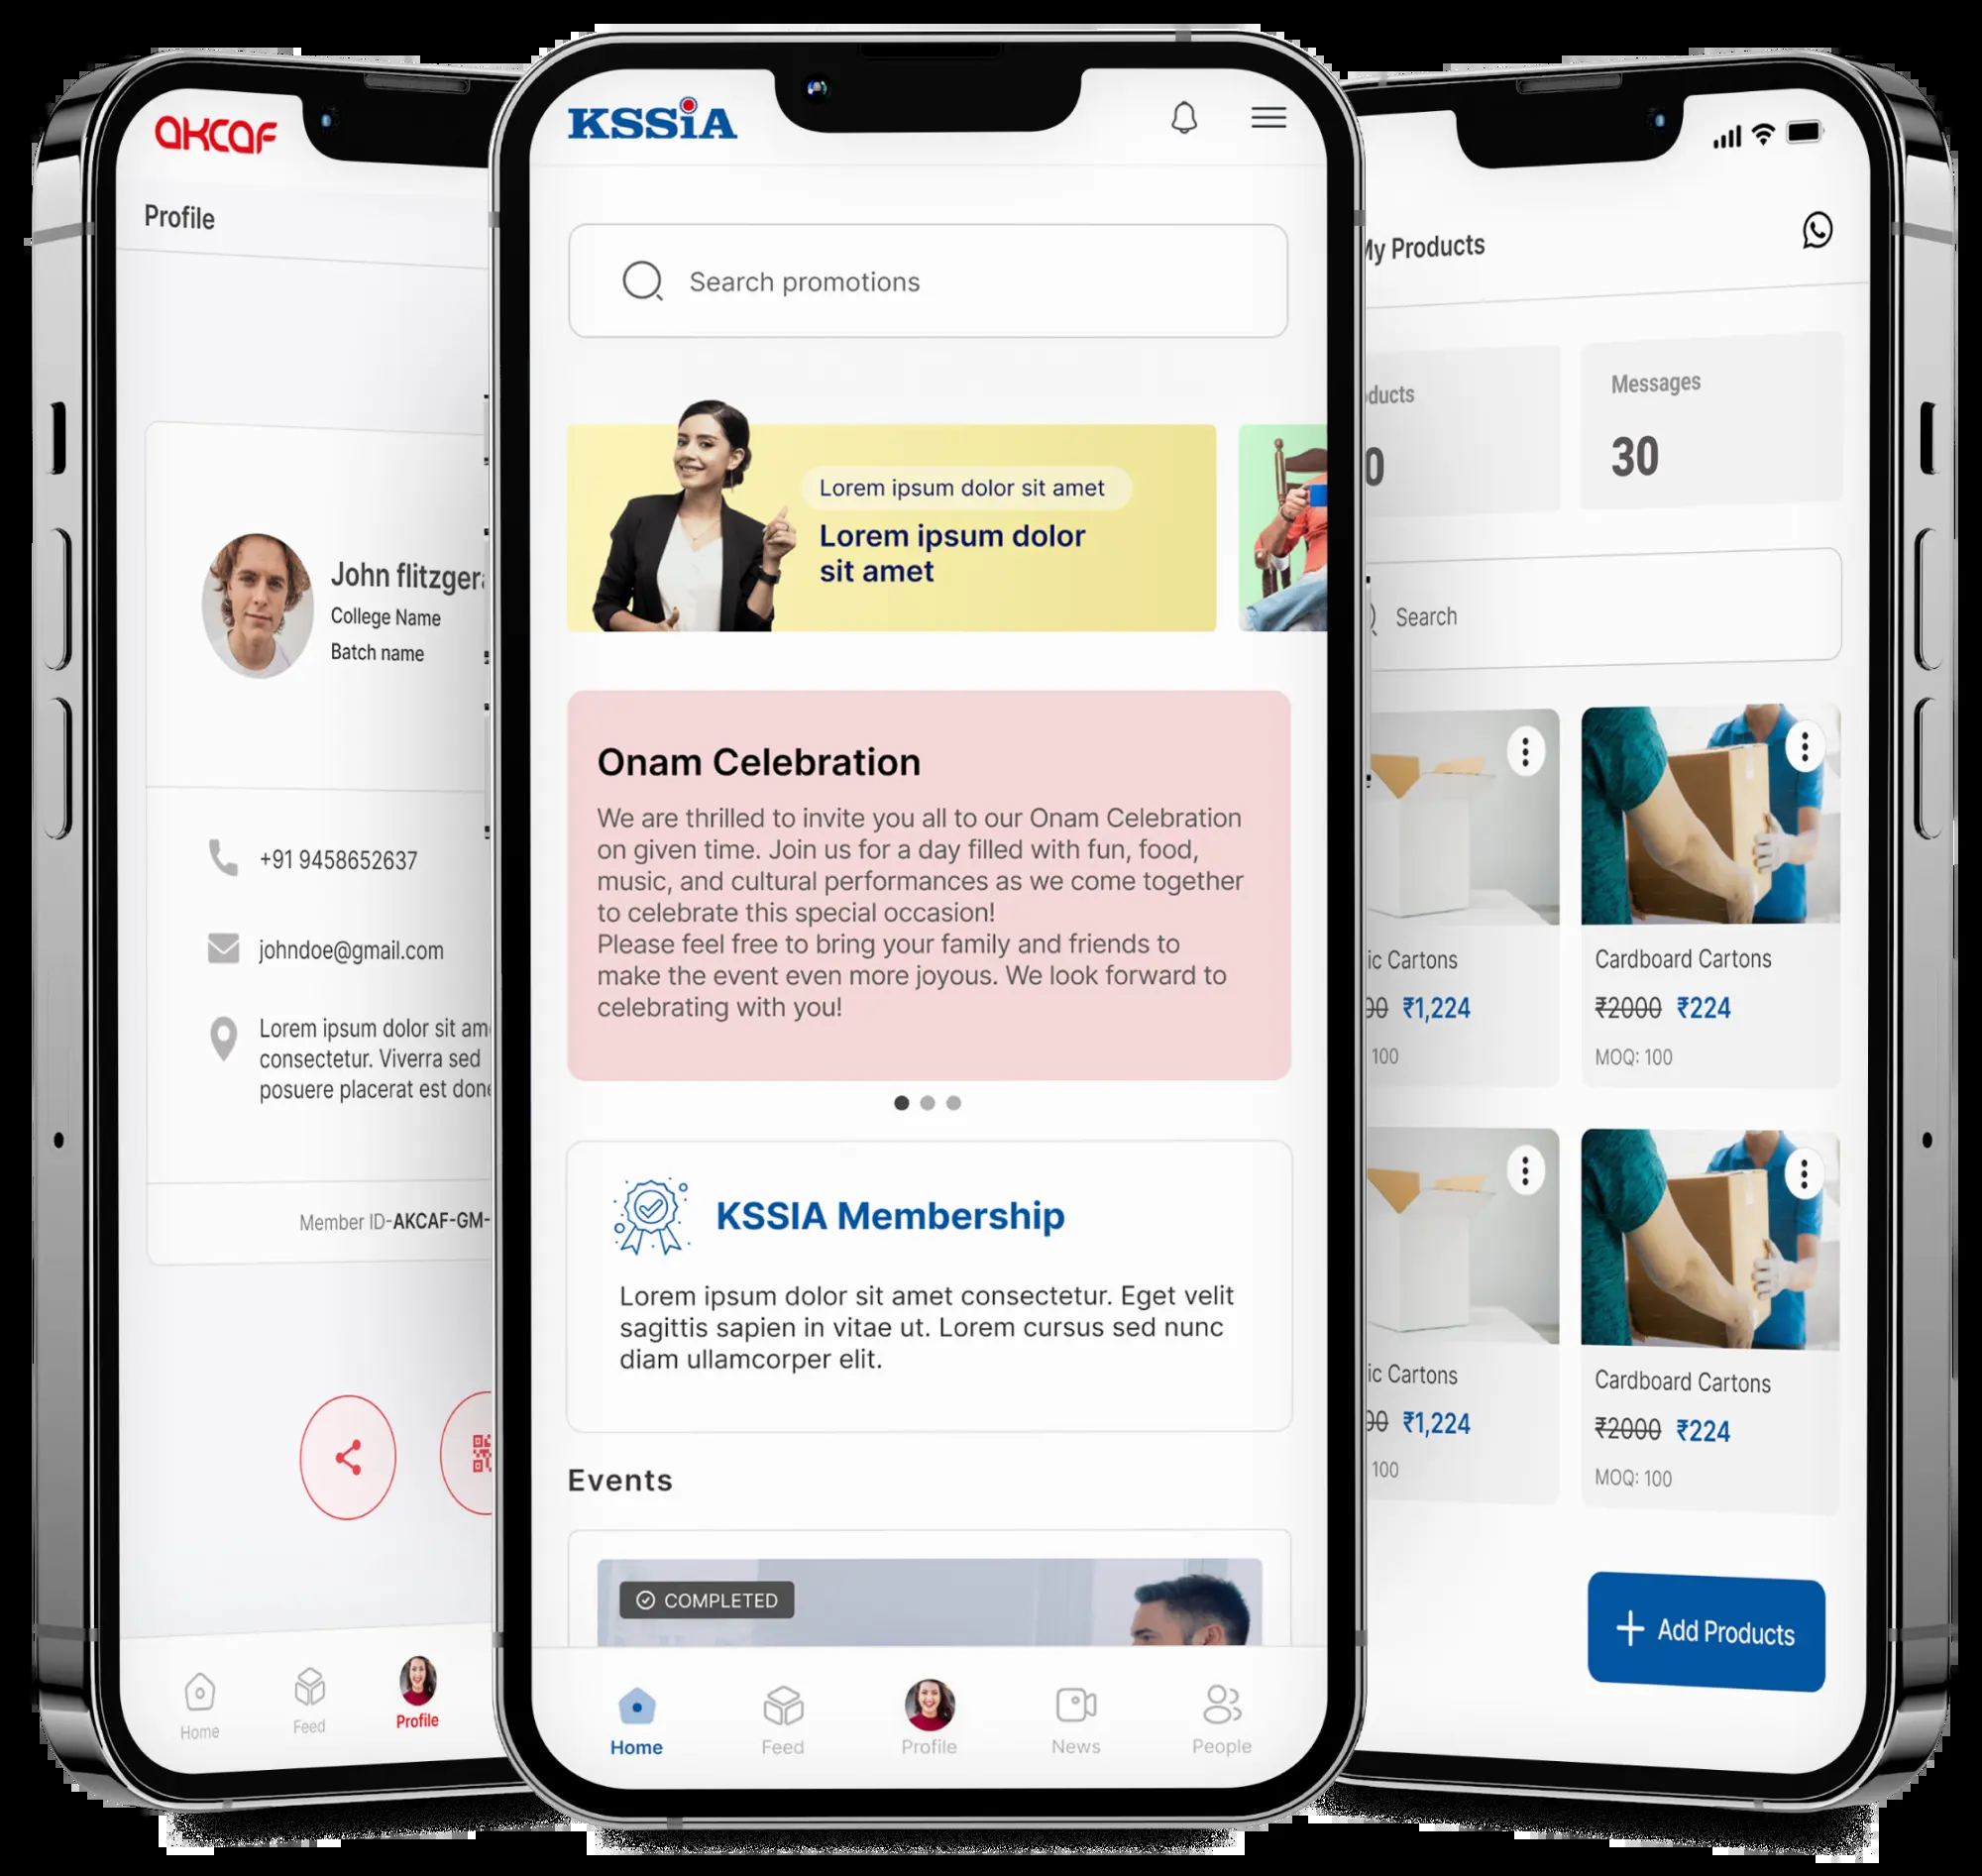 AKCAF
Profile
John flitzger
College Name
Batch name
+91 9458652637
johndoe@gmail.com
Lorem ipsum dolor sit am
consectetur. Viverra sed
posuere placerat est done
Member ID-AKCAF-GM-
Home
Feed
Profile
KSSiA
Search promotions
Lorem ipsum dolor sit amet
Lorem ipsum dolor
sit amet
Onam Celebration
We are thrilled to invite you all to our Onam Celebration
on given time. Join us for a day filled with fun, food,
music, and cultural performances as we come together
to celebrate this special occasion!
Please feel free to bring your family and friends to
make the event even more joyous. We look forward to
celebrating with you!
KSSIA Membership
Lorem ipsum dolor sit amet consectetur. Eget velit
sagittis sapien in vitae ut. Lorem cursus sed nunc
diam ullamcorper elit.
Events
COMPLETED
Home
Feed
Profile
News
People
My Products
ducts
0
Messages
30
Search
ic Cartons
00 ₹1,224
100
Cardboard Cartons
₹2000 ₹224
MOQ: 100
ic Cartons
00 ₹1,224
100
Cardboard Cartons
₹2000 ₹224
MOQ: 100
Add Products